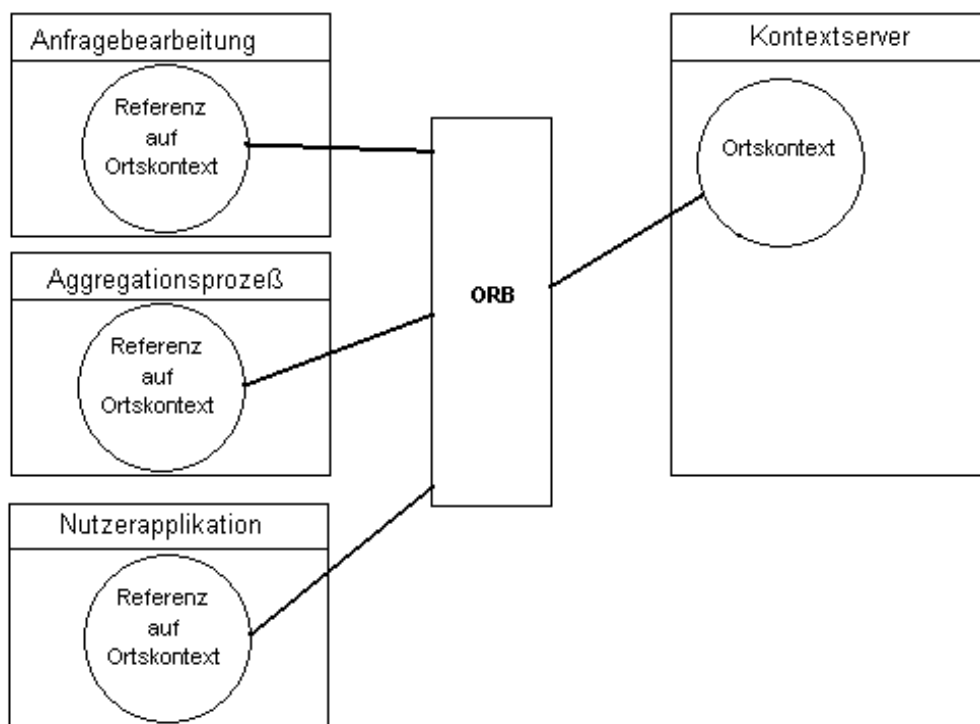 Anfragebearbeitung
Referenz
auf
Ortskontext
Aggregationsprozeß
Referenz
auf
Ortskontext
Nutzerapplikation
Referenz
auf
Ortskontext
ORB
Kontextserver
Ortskontext